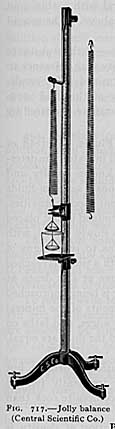 FIG. 717.—Jolly balance
(Central Scientific Co.)